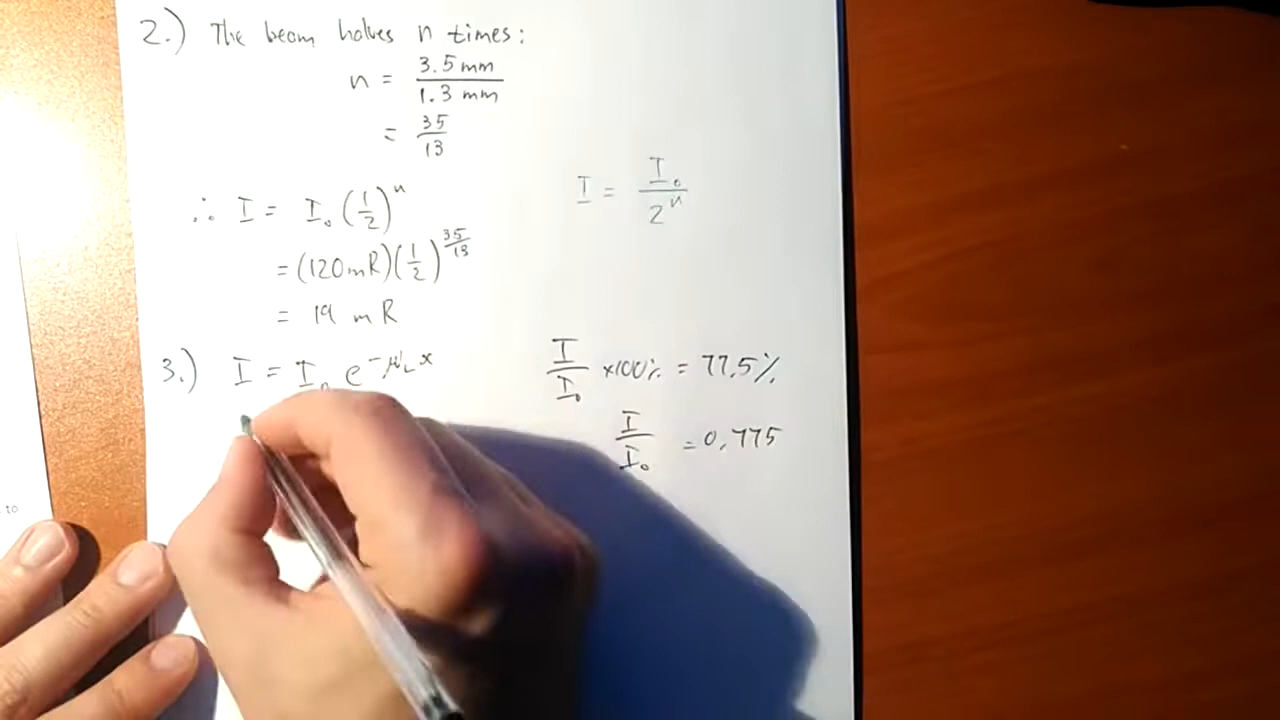 2.) The beam halves n times:
n = 3.5 mm / 1.3 mm
= 35/13
∴ I = I₀ (1/2)ⁿ
I = I₀ / 2ⁿ
= (120 mR)(1/2)^35/13
= 19 mR
3.) I = I₀ e^-μ_L x
I/I₀ ×100% = 77.5%
I/I₀ = 0,775
to